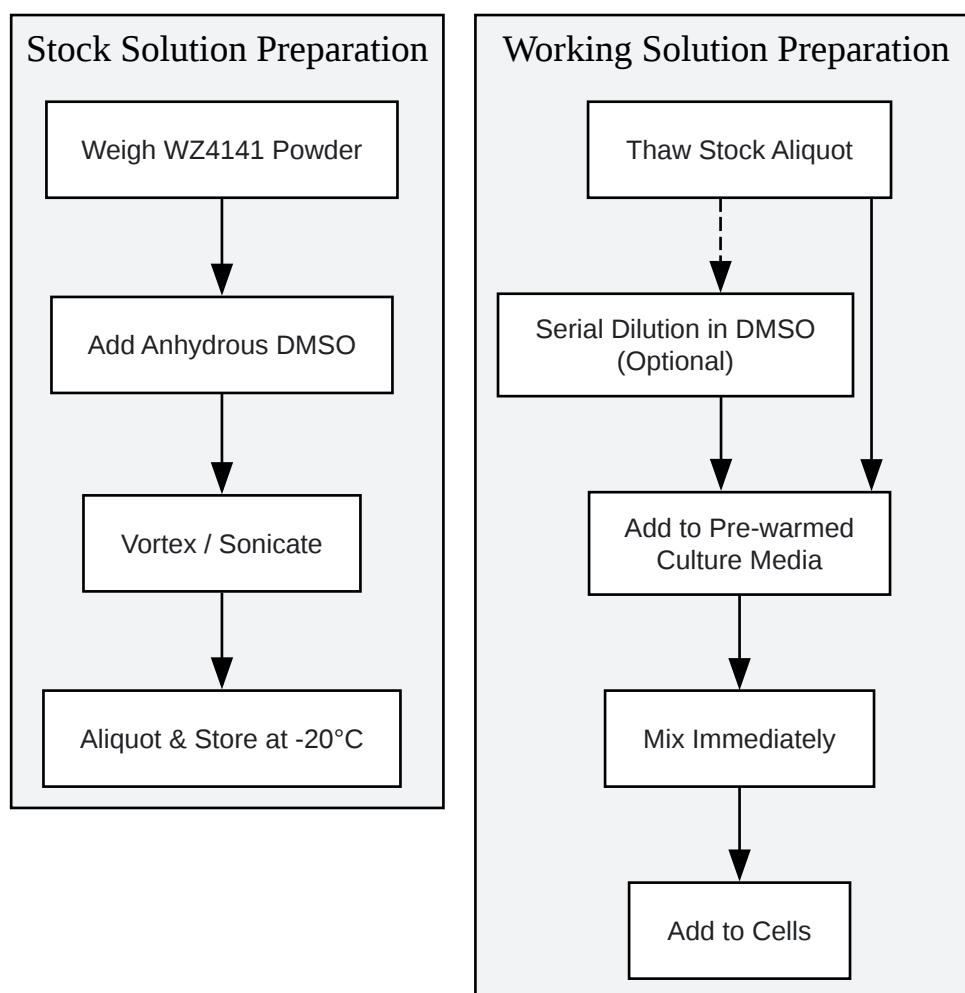 Stock Solution Preparation
Weigh WZ4141 Powder
Add Anhydrous DMSO
Vortex / Sonicate
Aliquot & Store at -20°C
Working Solution Preparation
Thaw Stock Aliquot
Serial Dilution in DMSO
(Optional)
Add to Pre-warmed
Culture Media
Mix Immediately
Add to Cells